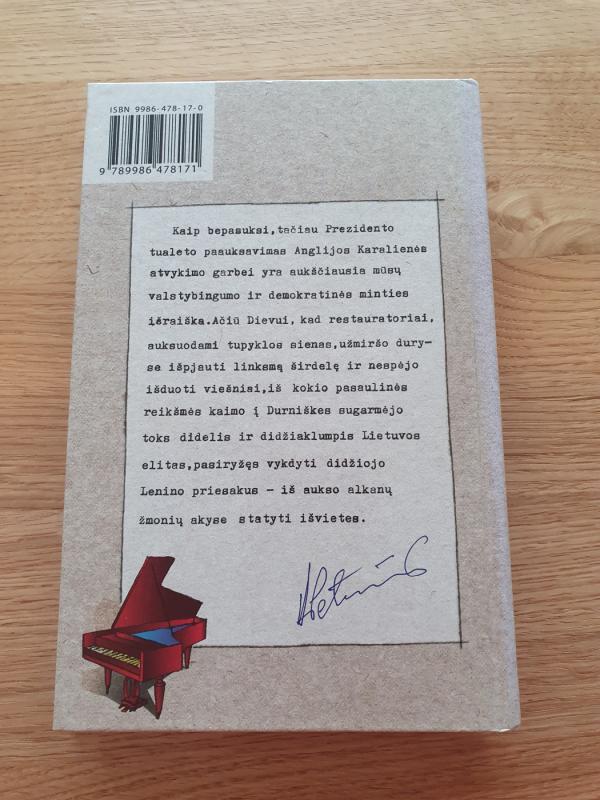 ISBN 9986-478-17-0
9 789986 478171
Kaip bepasuksi,tačiau Prezidento
tualeto paauksavimas Anglijos Karalienės
atvykimo garbei yra aukščiausia mūsų
valstybingumo ir demokratinės minties
išraiška.Ačiū Dievui, kad restauratoriai,
auksuodami tupyklos sienas,užmiršo dury-
se išpjauti linksmą širdelę ir nespėjo
išduoti viešniai,iš kokio pasaulinės
reikšmės kaimo į Durniškes sugarmėjo
toks didelis ir didžiaklumpis Lietuvos
elitas,pasiryžęs vykdyti didžiojo
Lenino priesakus - iš aukso alkanų
žmonių akyse statyti išvietes.